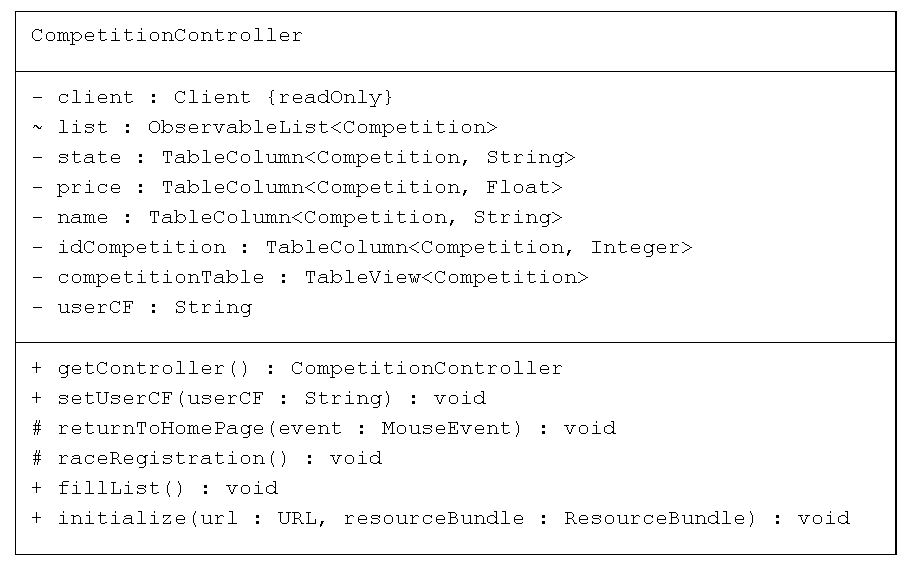 CompetitionController
- client : Client {readOnly}
~ list : ObservableList<Competition>
- state : TableColumn<Competition, String>
- price : TableColumn<Competition, Float>
- name : TableColumn<Competition, String>
- idCompetition : TableColumn<Competition, Integer>
- competitionTable : TableView<Competition>
- userCF : String
+ getController() : CompetitionController
+ setUserCF(userCF : String) : void
# returnToHomePage(event : MouseEvent) : void
# raceRegistration() : void
+ fillList() : void
+ initialize(url : URL, resourceBundle : ResourceBundle) : void